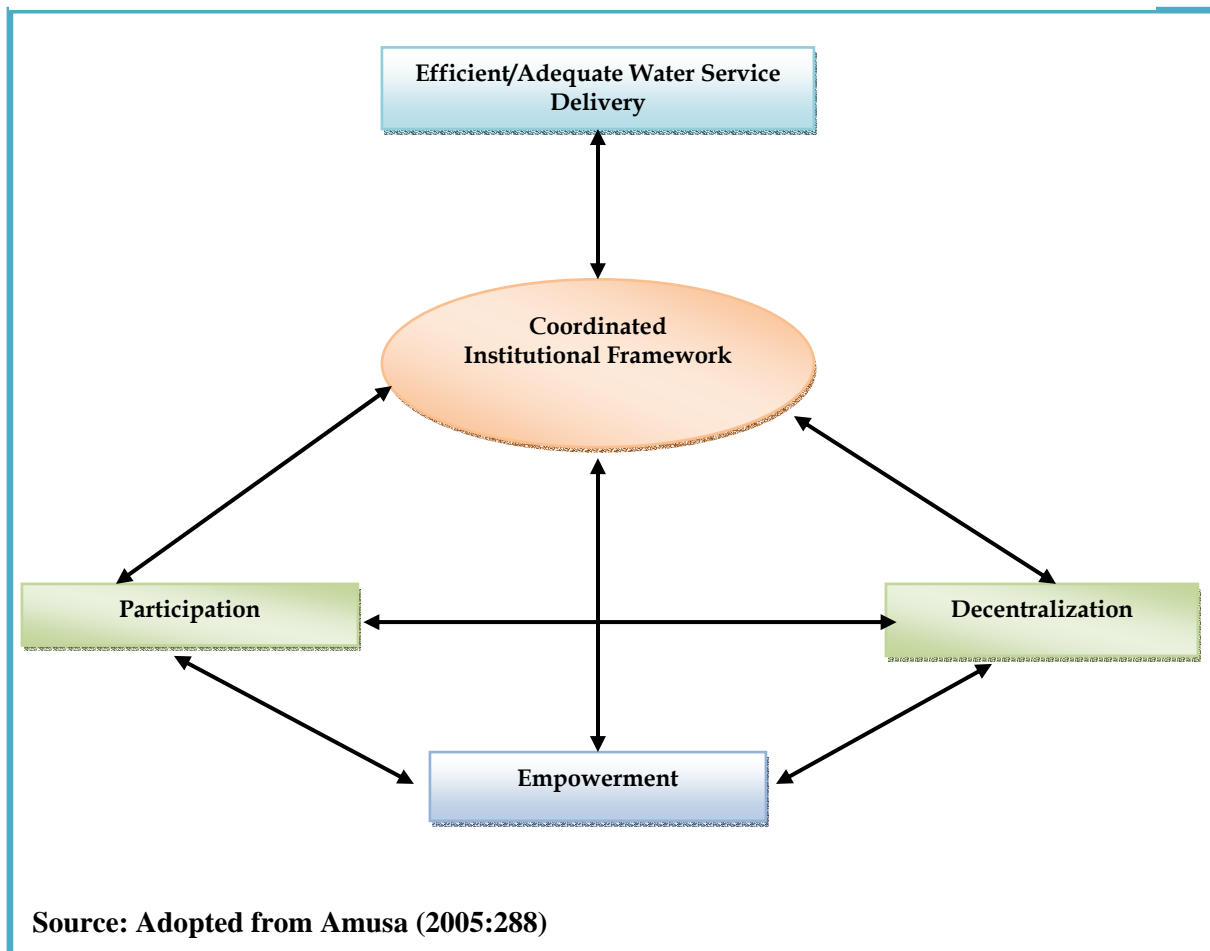 Efficient/Adequate Water Service
Delivery
Coordinated
Institutional Framework
Participation
Decentralization
Empowerment
Source: Adopted from Amusa (2005:288)